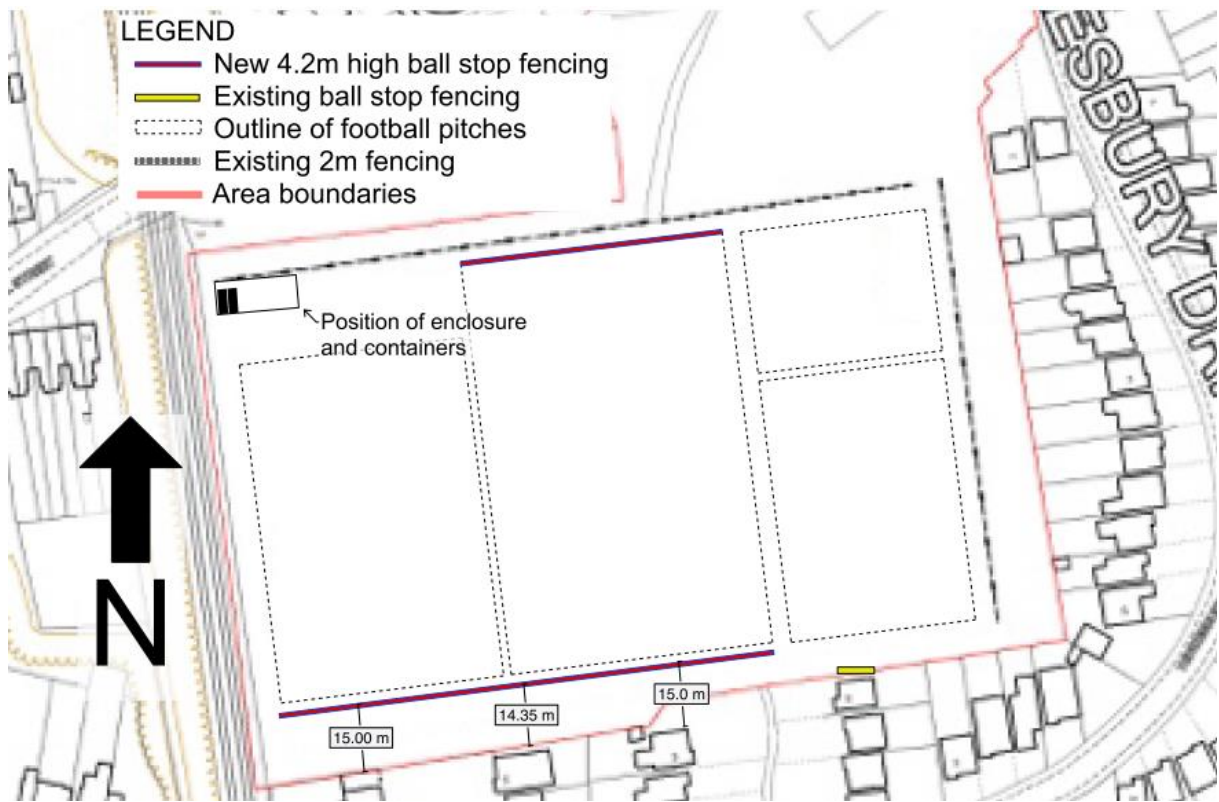 LEGEND
New 4.2m high ball stop fencing
Existing ball stop fencing
Outline of football pitches
Existing 2m fencing
Area boundaries
ESBURY DRI
Position of enclosure
and containers
N
15.0 m
14.35 m
15.00 m